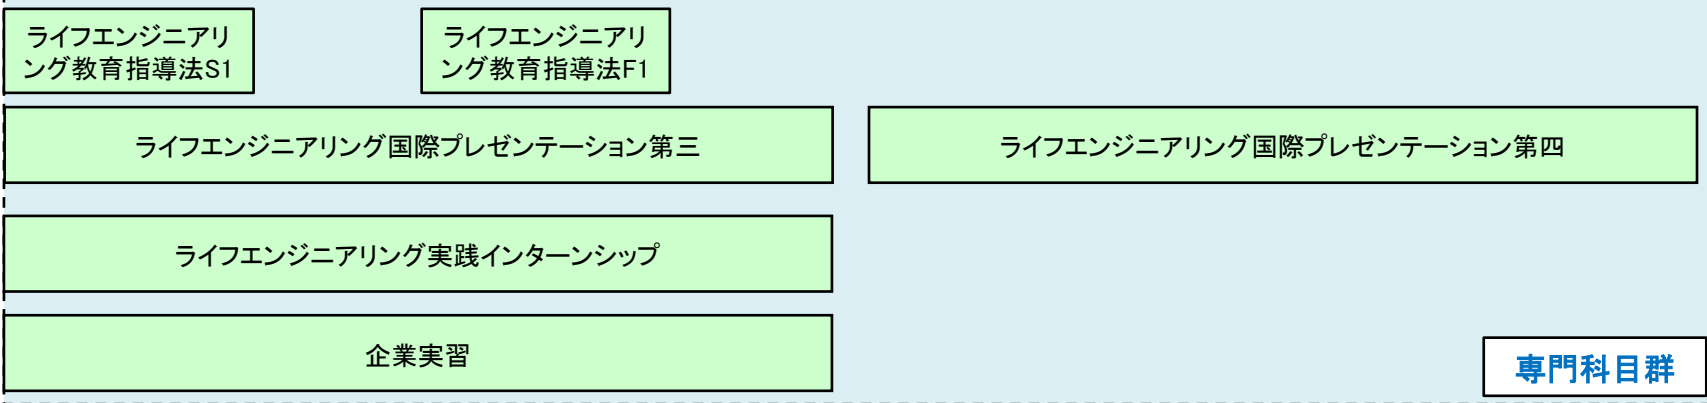 ライフエンジニアリ
ング教育指導法S1
ライフエンジニアリ
ング教育指導法F1
ライフエンジニアリング国際プレゼンテーション第三
ライフエンジニアリング国際プレゼンテーション第四
ライフエンジニアリング実践インターンシップ
企業実習
専門科目群